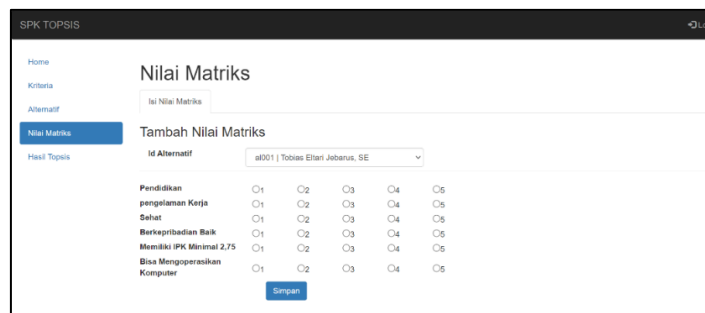 SPK TOPSIS
Home
Kriteria
Alternatif
Nilai Matriks
Hasil Topsis
Nilai Matriks
Isi Nilai Matriks
Tambah Nilai Matriks
Id Alternatif al001 | Tobias Eltari Jebarus, SE
Pendidikan 1 2 3 4 5
pengelaman Kerja 1 2 3 4 5
Sehat 1 2 3 4 5
Berkepribadian Baik 1 2 3 4 5
Memiliki IPK Minimal 2,75 1 2 3 4 5
Bisa Mengoperasikan
Komputer 1 2 3 4 5
Simpan